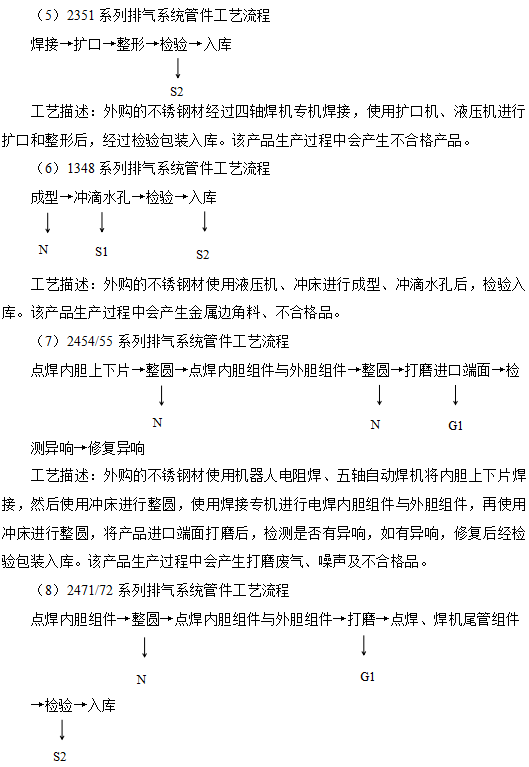 （5）2351系列排气系统管件工艺流程
焊接→扩口→整形→检验→入库
S2
工艺描述：外购的不锈钢材经过四轴焊机专机焊接，使用扩口机、液压机进行
扩口和整形后，经过检验包装入库。该产品生产过程中会产生不合格产品。
（6）1348系列排气系统管件工艺流程
成型→冲滴水孔→检验→入库
N S1 S2
工艺描述：外购的不锈钢材使用液压机、冲床进行成型、冲滴水孔后，检验入
库。该产品生产过程中会产生金属边角料、不合格品。
（7）2454/55系列排气系统管件工艺流程
点焊内胆上下片→整圆→点焊内胆组件与外胆组件→整圆→打磨进口端面→检
N N G1
测异响→修复异响
工艺描述：外购的不锈钢材使用机器人电阻焊、五轴自动焊机将内胆上下片焊
接，然后使用冲床进行整圆，使用焊接专机进行电焊内胆组件与外胆组件，再使用
冲床进行整圆，将产品进口端面打磨后，检测是否有异响，如有异响，修复后经检
验包装入库。该产品生产过程中会产生打磨废气、噪声及不合格品。
（8）2471/72系列排气系统管件工艺流程
点焊内胆组件→整圆→点焊内胆组件与外胆组件→打磨→点焊、焊机尾管组件
N G1
→检验→入库
S2